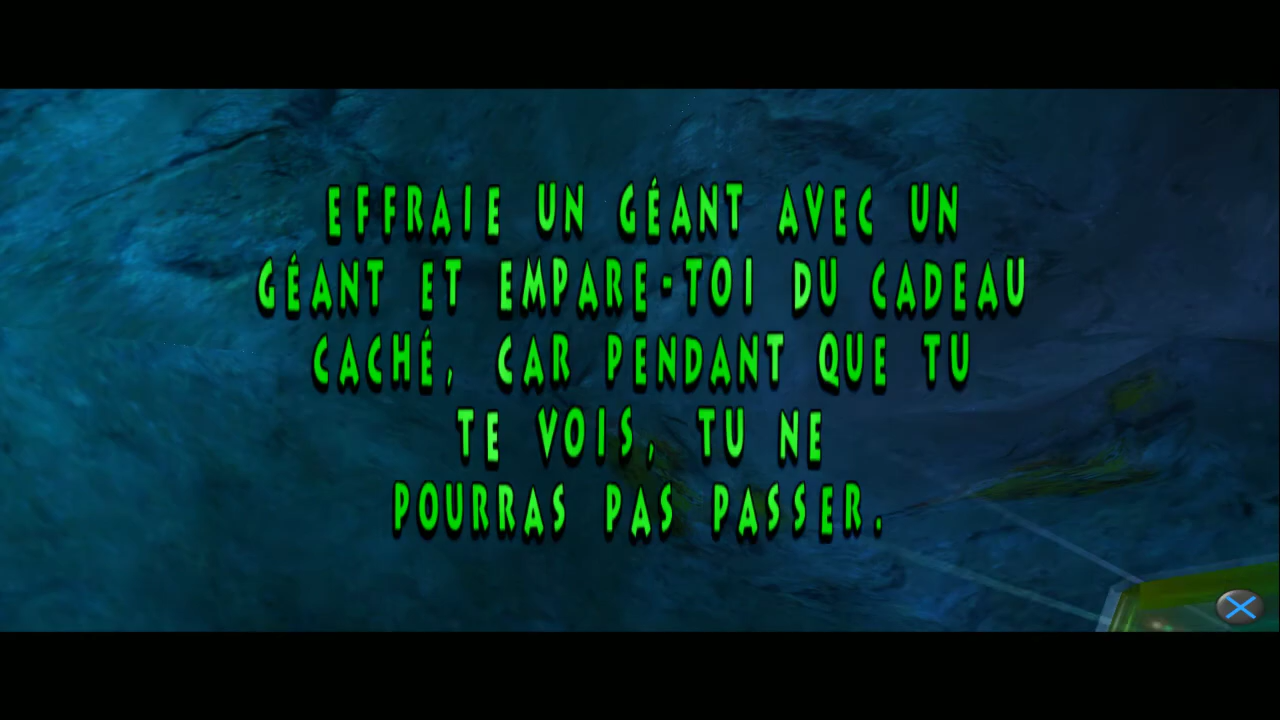 EFFRAIE UN GÉANT AVEC UN
GÉANT ET EMPARE-TOI DU CADEAU
CACHÉ, CAR PENDANT QUE TU
TE VOIS, TU NE
POURRAS PAS PASSER.